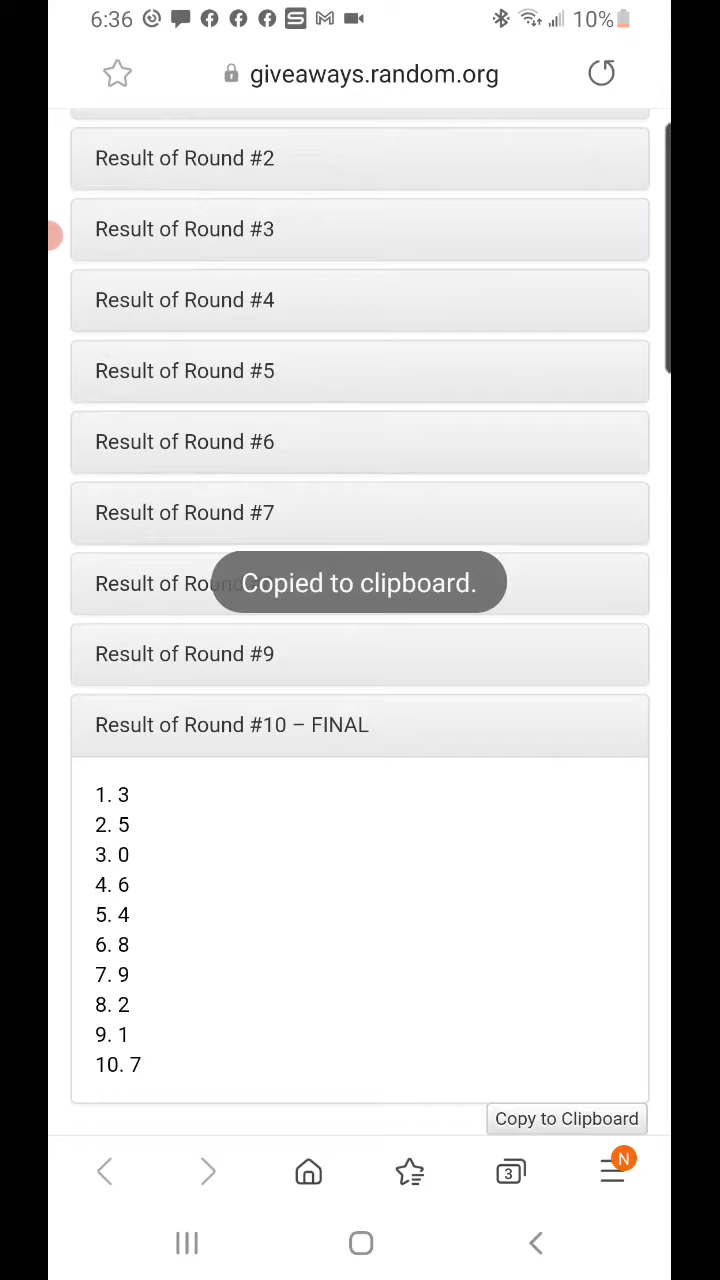 6:36
10%
giveaways.random.org
Result of Round #2
Result of Round #3
Result of Round #4
Result of Round #5
Result of Round #6
Result of Round #7
Result of Round
Copied to clipboard.
Result of Round #9
Result of Round #10 – FINAL
1. 3
2. 5
3. 0
4. 6
5. 4
6. 8
7. 9
8. 2
9. 1
10. 7
Copy to Clipboard
3
N